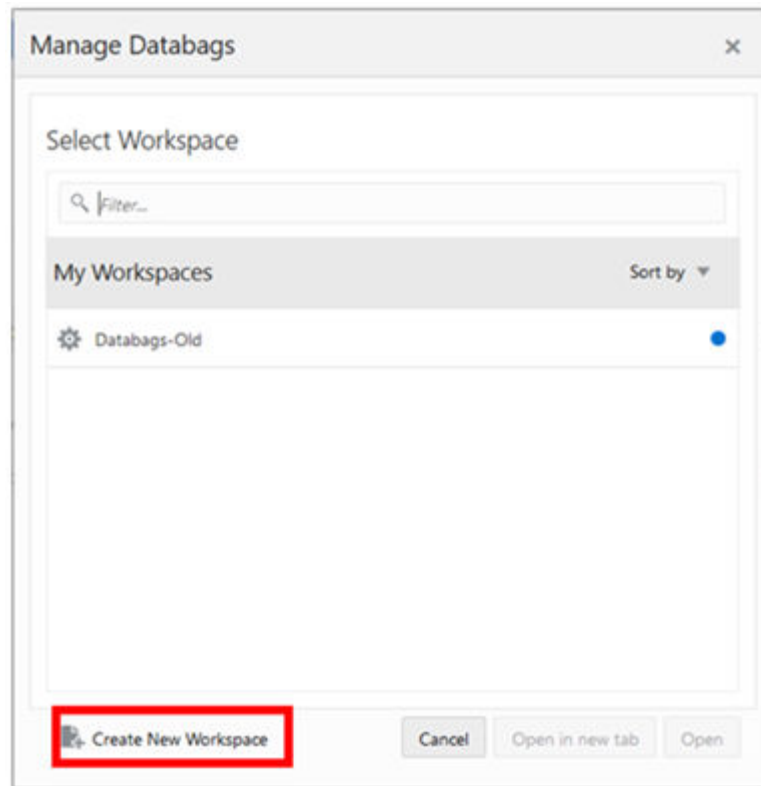 Manage Databags
Select Workspace
Filter...
My Workspaces Sort by
Databags-Old
Create New Workspace Cancel Open in new tab Open